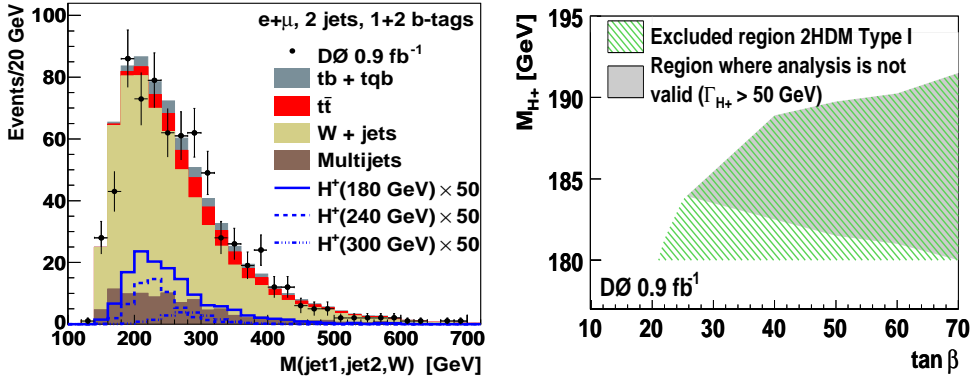 e+μ, 2 jets, 1+2 b-tags
DØ 0.9 fb⁻¹
tb + tqb
tt̄
W + jets
Multijets
H⁺(180 GeV) × 50
H⁺(240 GeV) × 50
H⁺(300 GeV) × 50
Events/20 GeV
0
20
40
60
80
100
100 200 300 400 500 600 700
M(jet1,jet2,W) [GeV]
Excluded region 2HDM Type I
Region where analysis is not
valid (Γ_H+ > 50 GeV)
M_H+ [GeV]
195
190
185
180
DØ 0.9 fb⁻¹
10 20 30 40 50 60 70
tan β